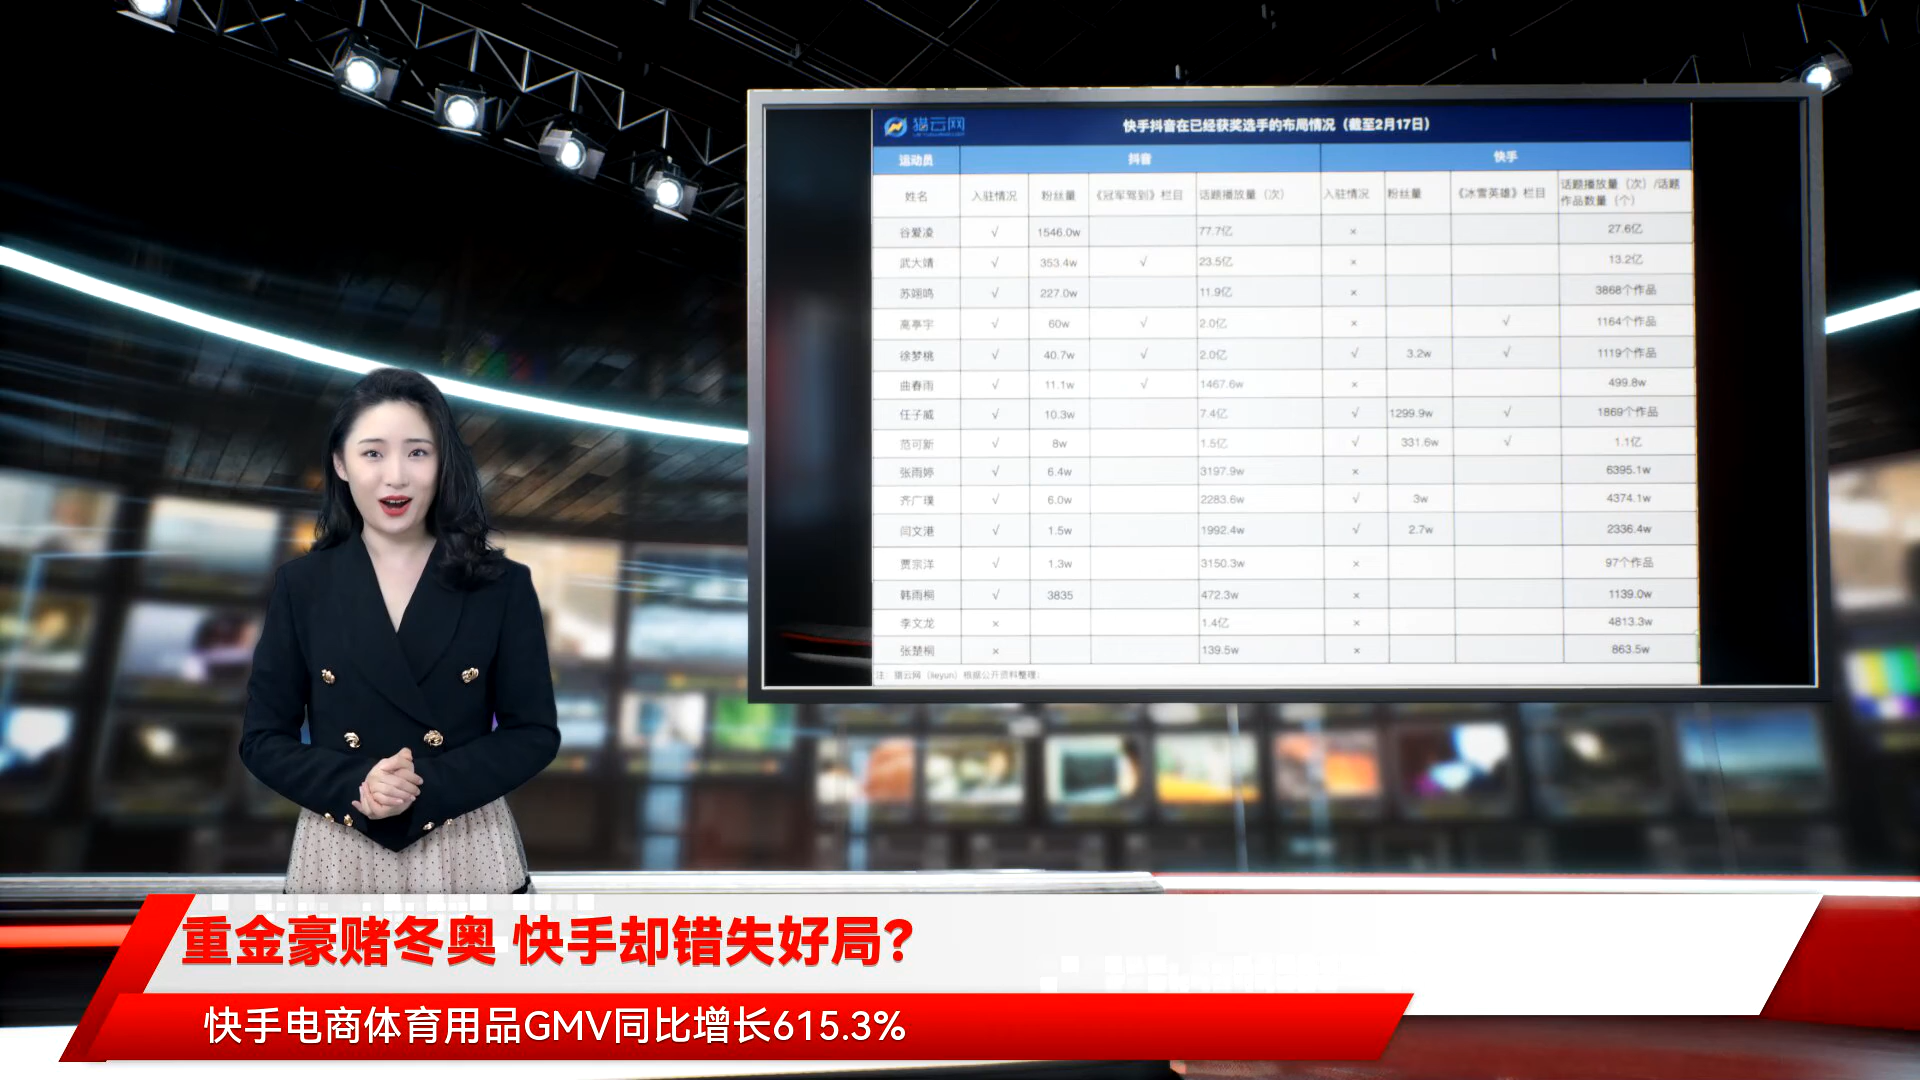 猎云网
快手抖音在已经获奖选手的布局情况（截至2月17日）
运动员 抖音 快手
姓名 入驻情况 粉丝量 《冠军驾到》栏目 话题播放量（次） 入驻情况 粉丝量 《冰雪英雄》栏目 话题播放量（次）/话题
作品数量（个）
谷爱凌 √ 1546.0w 77.7亿 × 27.6亿
武大靖 √ 353.4w √ 23.5亿 × 13.2亿
苏翊鸣 √ 227.0w 11.9亿 × 3868个作品
高亭宇 √ 60w √ 2.0亿 × √ 1164个作品
徐梦桃 √ 40.7w √ 2.0亿 √ 3.2w √ 1119个作品
曲春雨 √ 11.1w √ 1467.6w × 499.8w
任子威 √ 10.3w 7.4亿 √ 1299.9w √ 1869个作品
范可新 √ 8w 1.5亿 √ 331.6w √ 1.1亿
张雨婷 √ 6.4w 3197.9w × 6395.1w
齐广璞 √ 6.0w 2283.6w √ 3w 4374.1w
闫文港 √ 1.5w 1992.4w √ 2.7w 2336.4w
贾宗洋 √ 1.3w 3150.3w × 97个作品
韩雨桐 √ 3835 472.3w × 1139.0w
李文龙 × 1.4亿 × 4813.3w
张楚桐 × 139.5w × 863.5w
注：猎云网（lieyun）根据公开资料整理；
重金豪赌冬奥 快手却错失好局？
快手电商体育用品GMV同比增长615.3%